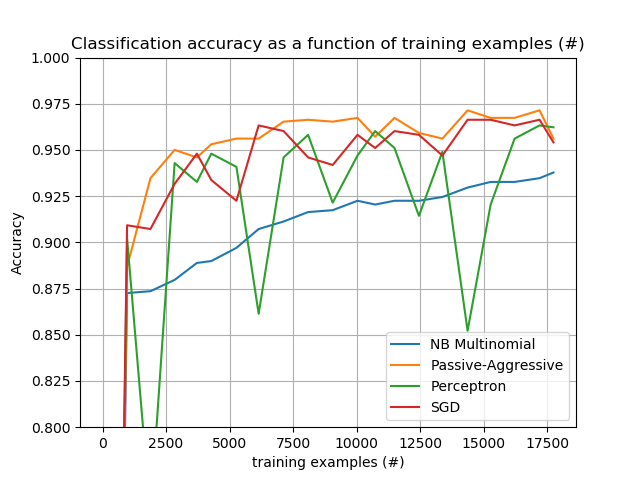 Classification accuracy as a function of training examples (#)
1.000
0.975
0.950
0.925
0.900
0.875
0.850
0.825
0.800
Accuracy
NB Multinomial
Passive-Aggressive
Perceptron
SGD
0 2500 5000 7500 10000 12500 15000 17500
training examples (#)